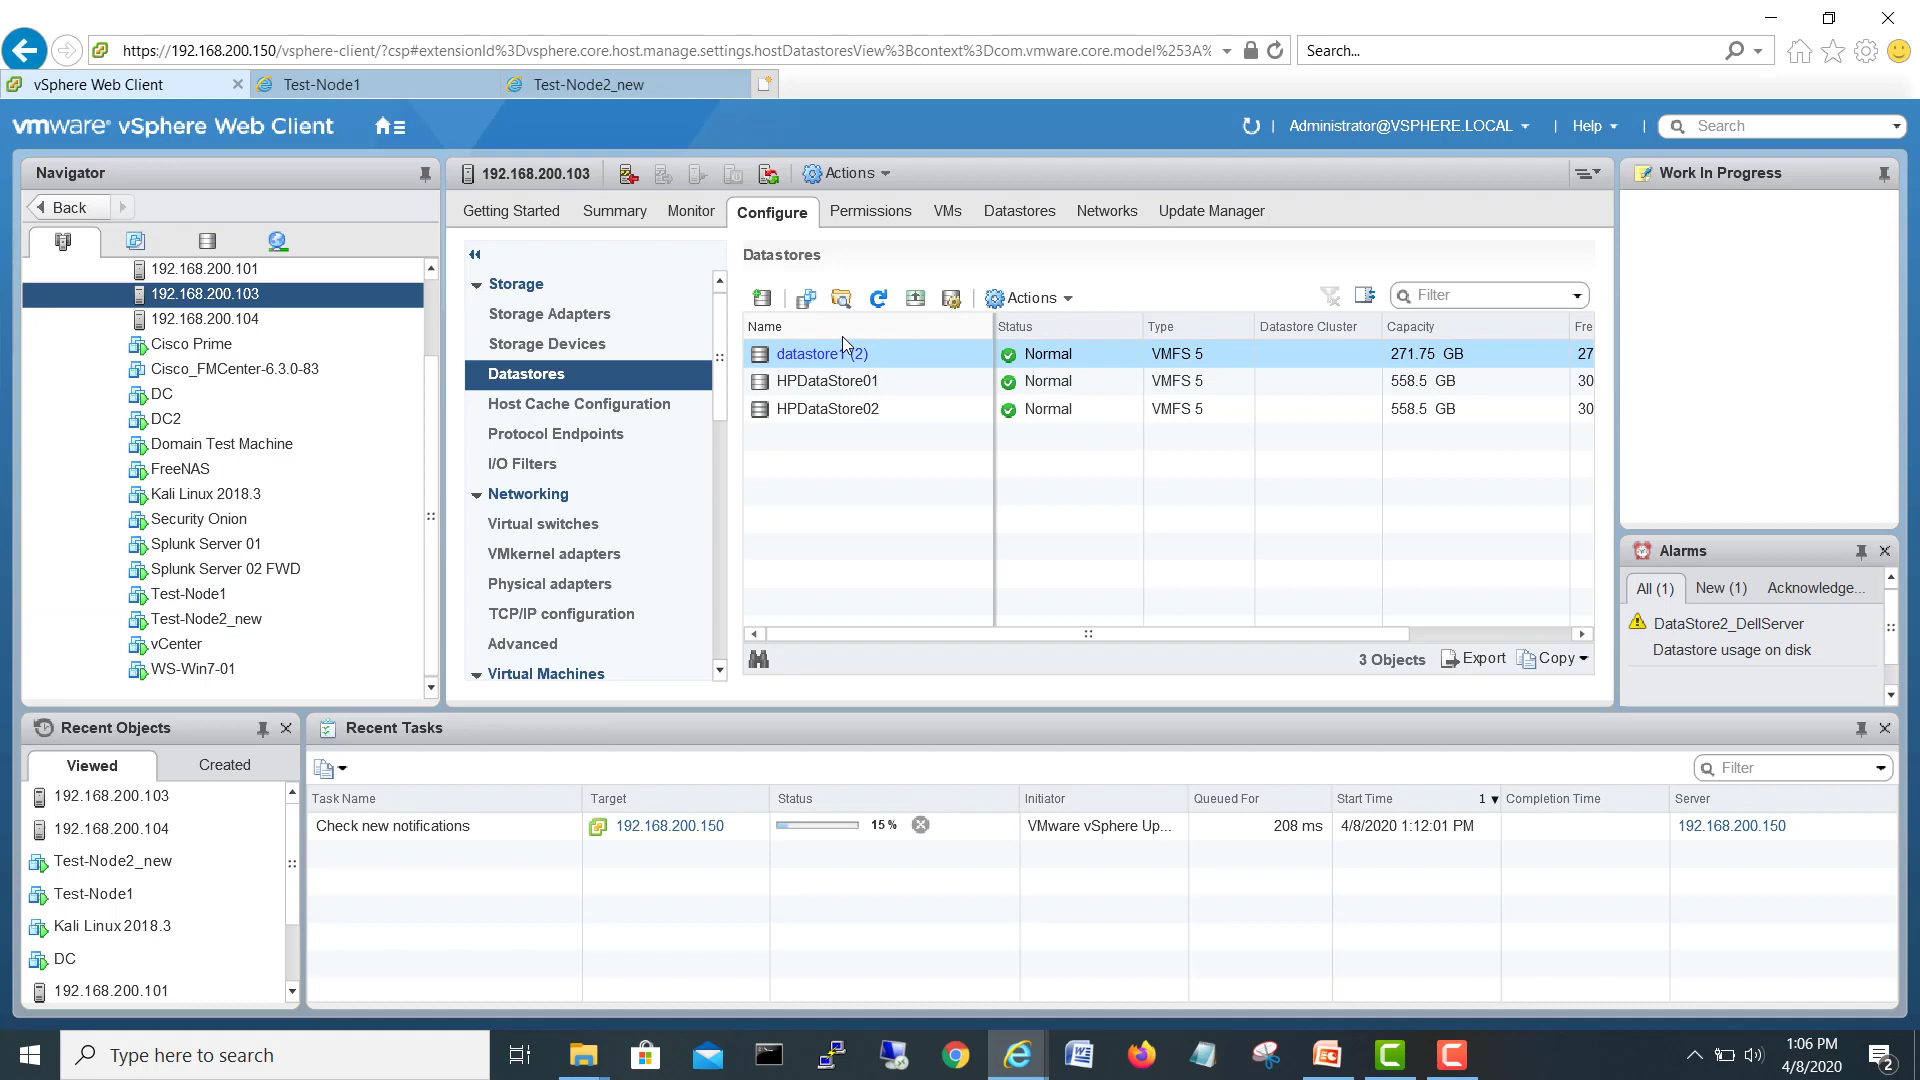 https://192.168.200.150/vsphere-client/?csp#extensionId%3Dvsphere.core.host.manage.settings.hostDatastoresView%3Bcontext%3Dcom.vmware.core.model%253A%
Search...
vSphere Web Client
Test-Node1
Test-Node2_new
vmware® vSphere Web Client
Administrator@VSPHERE.LOCAL
Help
Search
Navigator
Back
192.168.200.101
192.168.200.103
192.168.200.104
Cisco Prime
Cisco_FMCenter-6.3.0-83
DC
DC2
Domain Test Machine
FreeNAS
Kali Linux 2018.3
Security Onion
Splunk Server 01
Splunk Server 02 FWD
Test-Node1
Test-Node2_new
vCenter
WS-Win7-01
192.168.200.103
Actions
Getting Started Summary Monitor Configure Permissions VMs Datastores Networks Update Manager
Storage
Storage Adapters
Storage Devices
Datastores
Host Cache Configuration
Protocol Endpoints
I/O Filters
Networking
Virtual switches
VMkernel adapters
Physical adapters
TCP/IP configuration
Advanced
Virtual Machines
Datastores
Actions
Filter
Name Status Type Datastore Cluster Capacity Fre
datastore1 (2) Normal VMFS 5 271.75 GB 27
HPDataStore01 Normal VMFS 5 558.5 GB 30
HPDataStore02 Normal VMFS 5 558.5 GB 30
3 Objects Export Copy
Work In Progress
Alarms
All (1) New (1) Acknowledge...
DataStore2_DellServer
Datastore usage on disk
Recent Objects
Viewed Created
192.168.200.103
192.168.200.104
Test-Node2_new
Test-Node1
Kali Linux 2018.3
DC
192.168.200.101
Recent Tasks
Filter
Task Name Target Status Initiator Queued For Start Time 1 Completion Time Server
Check new notifications 192.168.200.150 15 % VMware vSphere Up... 208 ms 4/8/2020 1:12:01 PM 192.168.200.150
Type here to search
1:06 PM
4/8/2020
2